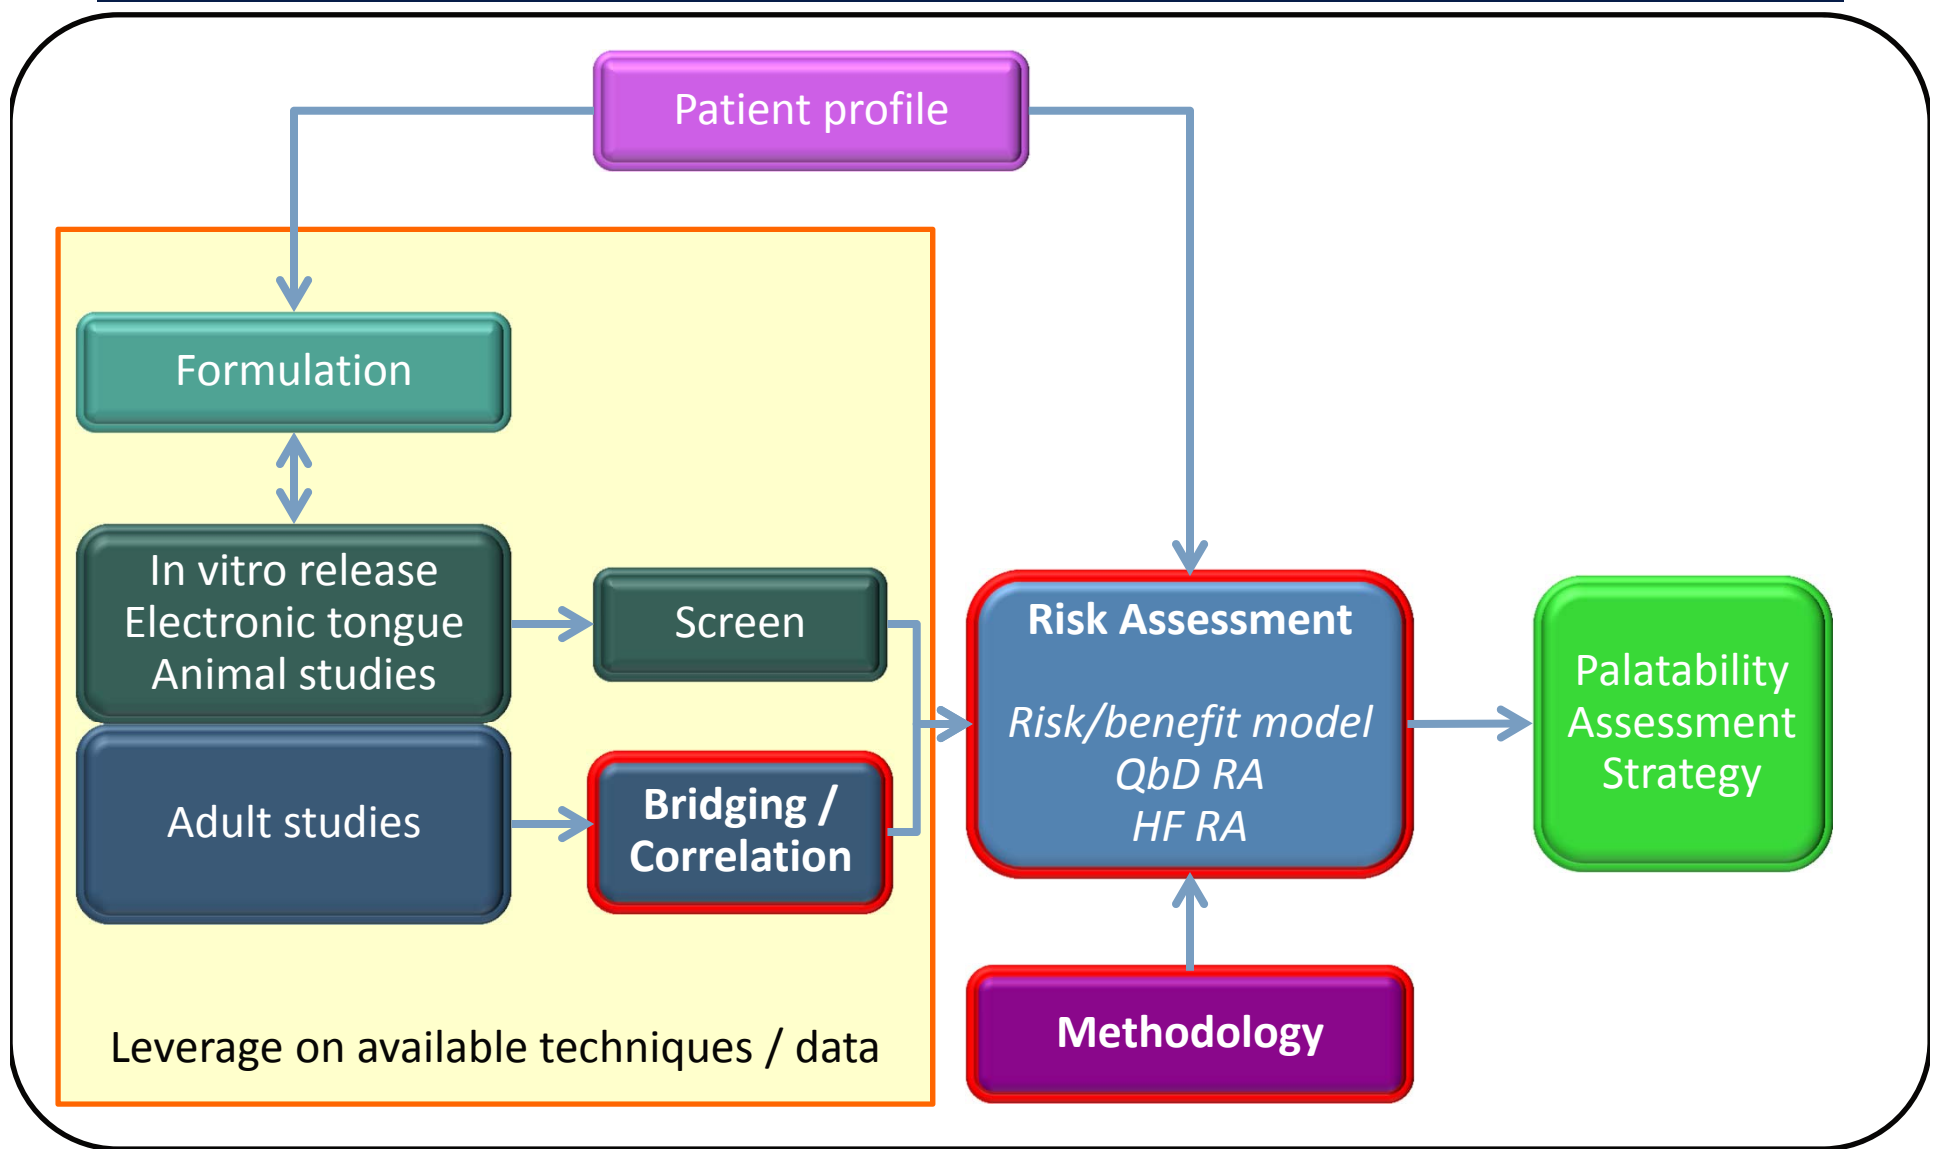 Patient profile
Formulation
In vitro release
Electronic tongue
Animal studies
Screen
Adult studies
Bridging /
Correlation
Leverage on available techniques / data
Risk Assessment
Risk/benefit model
QbD RA
HF RA
Methodology
Palatability
Assessment
Strategy